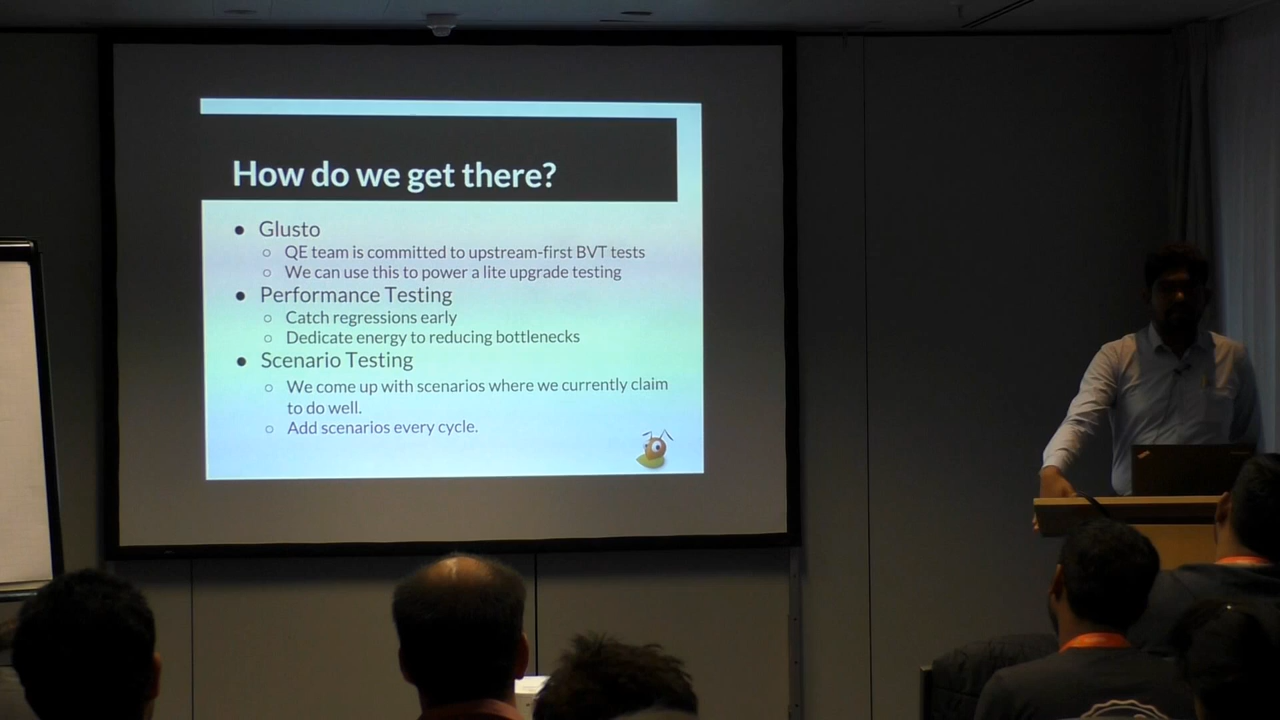 How do we get there?
● Glusto
○ QE team is committed to upstream-first BVT tests
○ We can use this to power a lite upgrade testing
● Performance Testing
○ Catch regressions early
○ Dedicate energy to reducing bottlenecks
● Scenario Testing
○ We come up with scenarios where we currently claim
to do well.
○ Add scenarios every cycle.